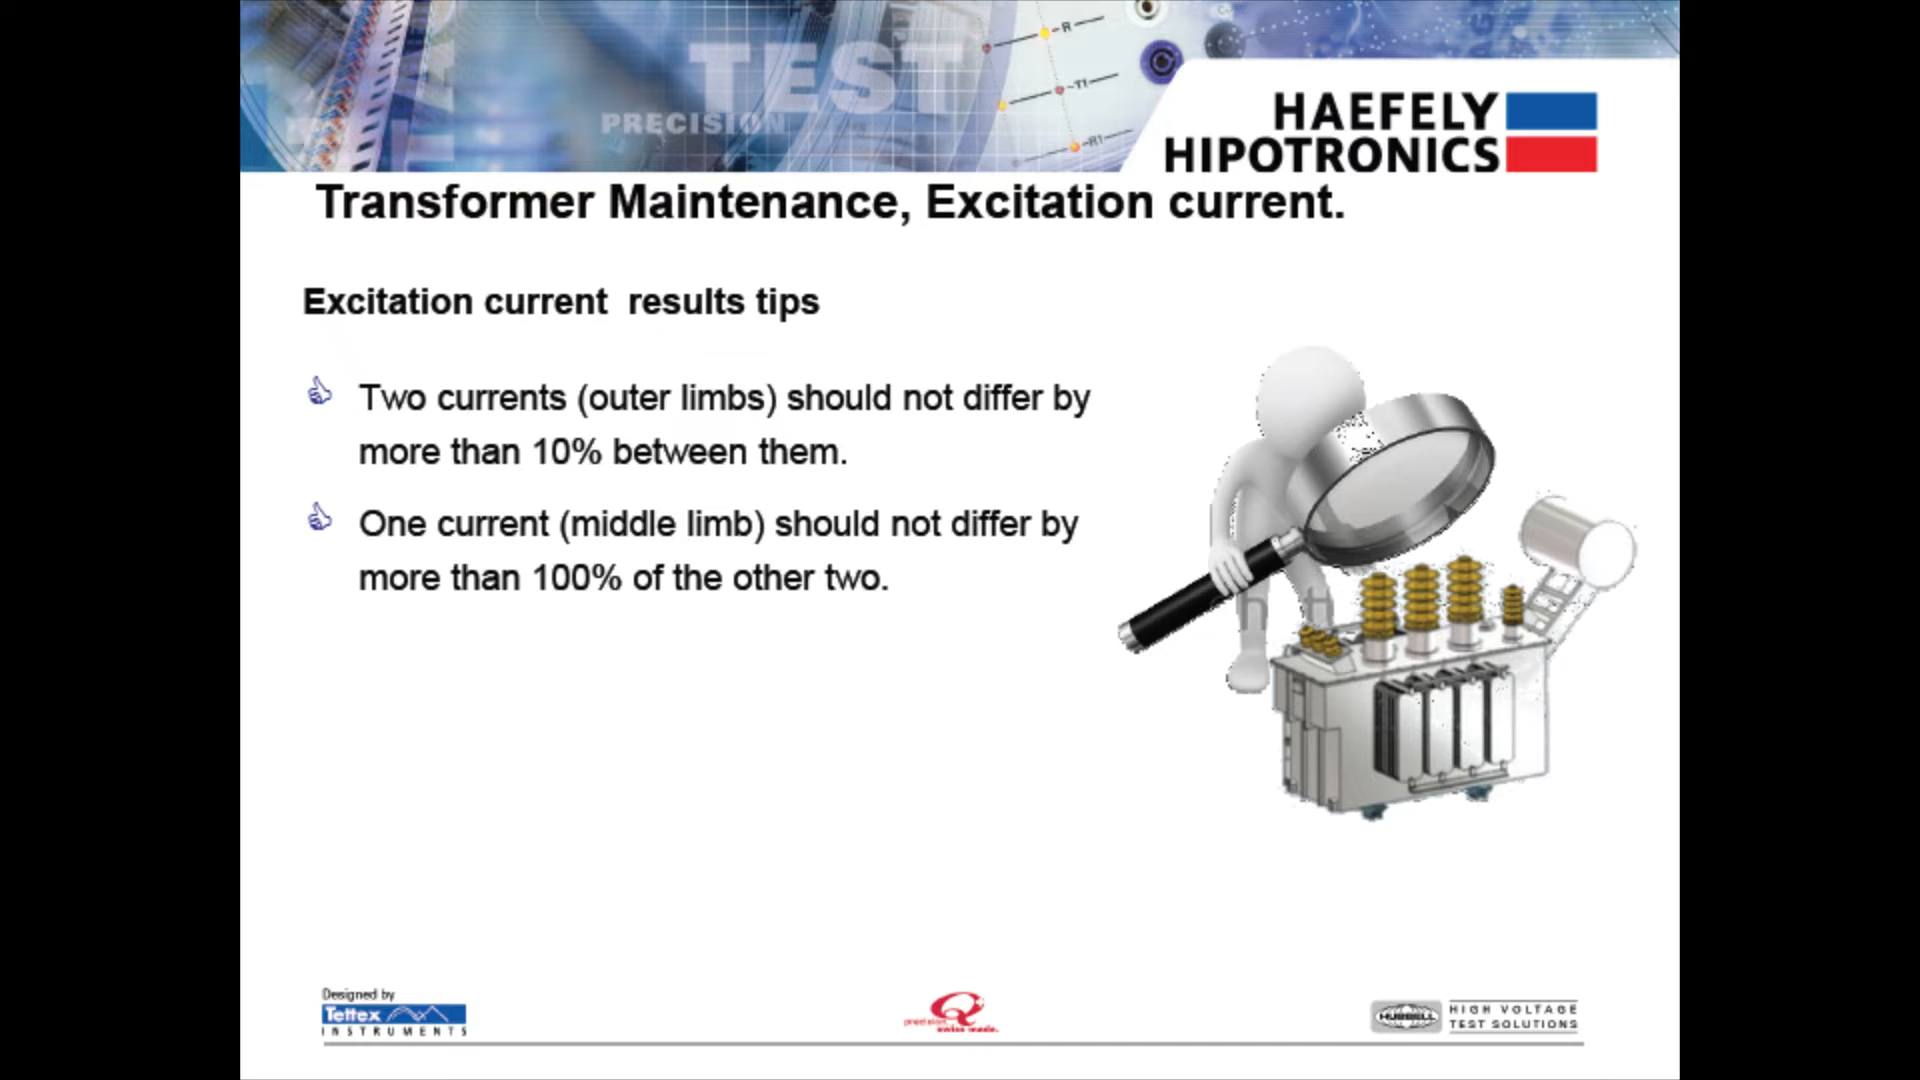 TEST
PRECISION
R
T1
R1
HAEFELY
HIPOTRONICS
Transformer Maintenance, Excitation current.
Excitation current results tips
Two currents (outer limbs) should not differ by
more than 10% between them.
One current (middle limb) should not differ by
more than 100% of the other two.
Designed by
Tettex
INSTRUMENTS
precision.
swiss made.
HUBBELL
HIGH VOLTAGE
TEST SOLUTIONS